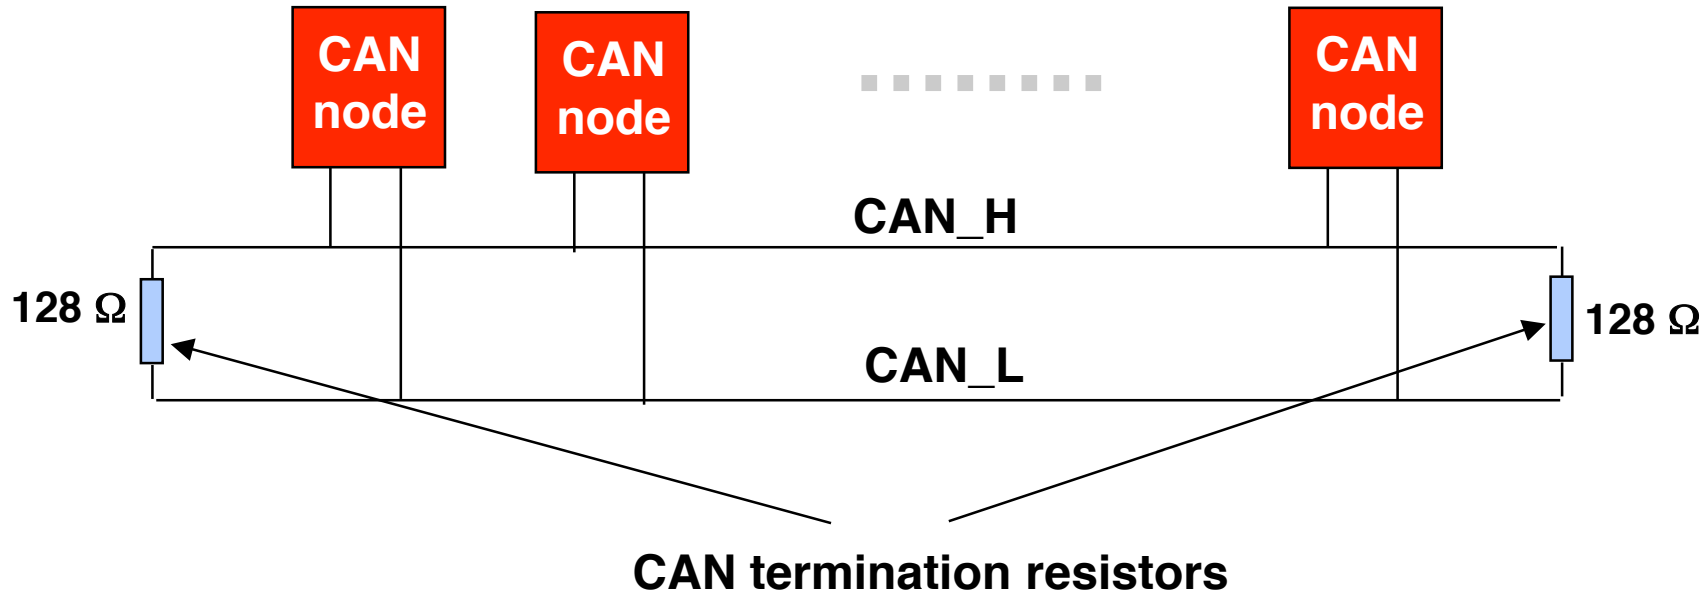 CAN
node
CAN
node
CAN
node
CAN_H
128 Ω
128 Ω
CAN_L
CAN termination resistors